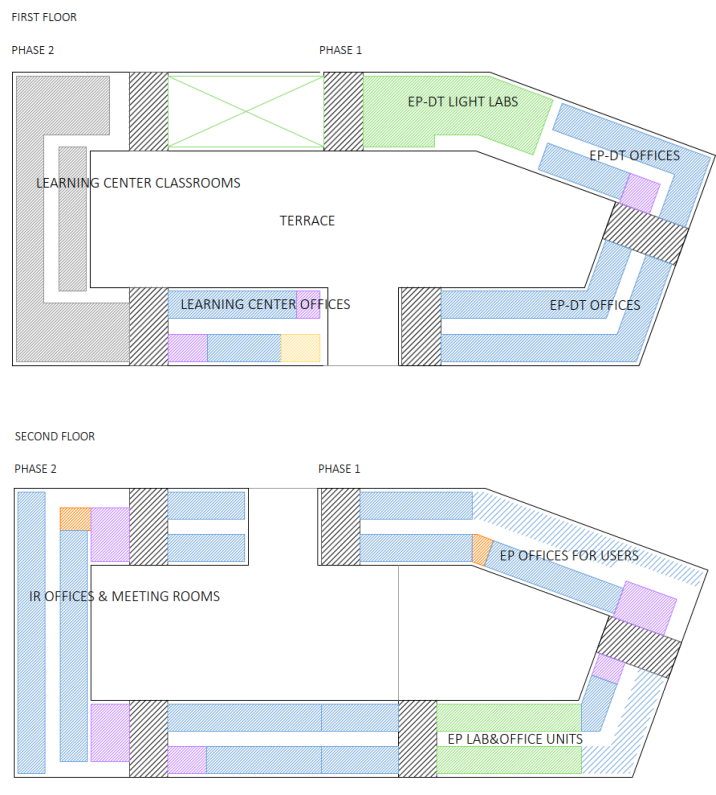 FIRST FLOOR
PHASE 2
PHASE 1
EP-DT LIGHT LABS
EP-DT OFFICES
LEARNING CENTER CLASSROOMS
TERRACE
LEARNING CENTER OFFICES
EP-DT OFFICES
SECOND FLOOR
PHASE 2
PHASE 1
EP OFFICES FOR USERS
IR OFFICES & MEETING ROOMS
EP LAB&OFFICE UNITS